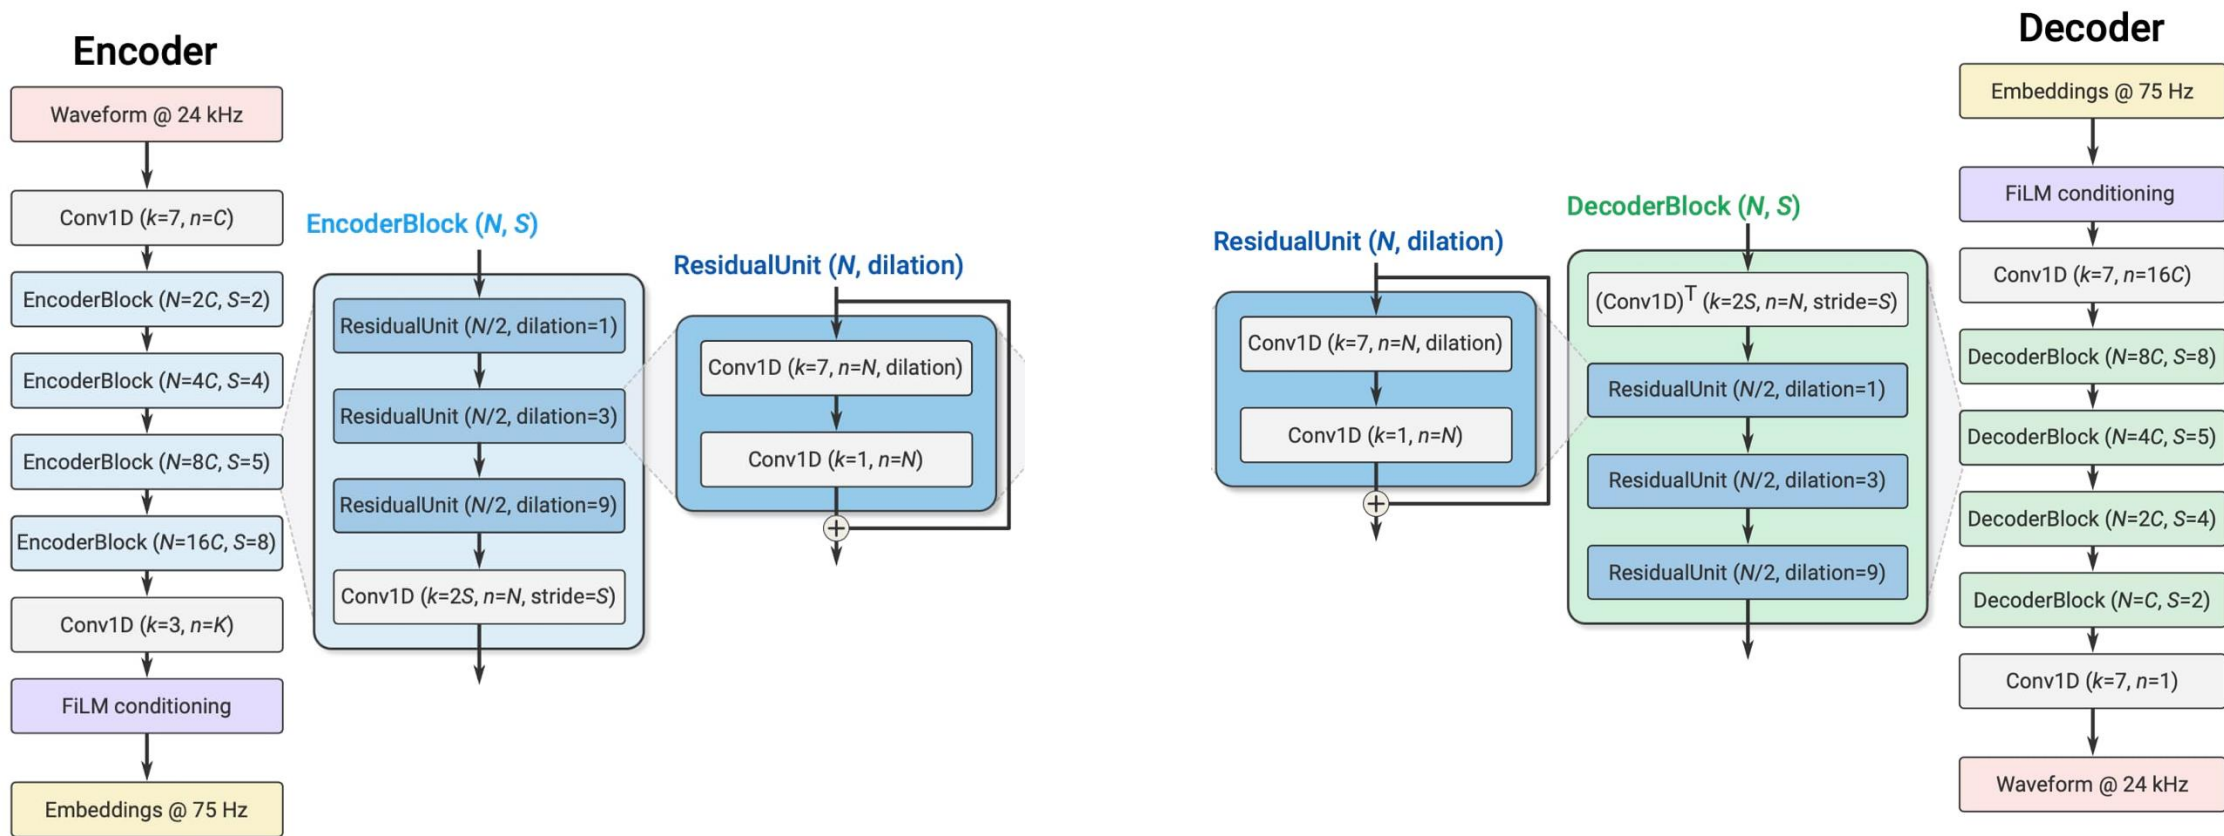 Encoder
Waveform @ 24 kHz
Conv1D (k=7, n=C)
EncoderBlock (N=2C, S=2)
EncoderBlock (N=4C, S=4)
EncoderBlock (N=8C, S=5)
EncoderBlock (N=16C, S=8)
Conv1D (k=3, n=K)
FiLM conditioning
Embeddings @ 75 Hz
EncoderBlock (N, S)
ResidualUnit (N/2, dilation=1)
ResidualUnit (N/2, dilation=3)
ResidualUnit (N/2, dilation=9)
Conv1D (k=2S, n=N, stride=S)
ResidualUnit (N, dilation)
Conv1D (k=7, n=N, dilation)
Conv1D (k=1, n=N)
+
ResidualUnit (N, dilation)
Conv1D (k=7, n=N, dilation)
Conv1D (k=1, n=N)
+
DecoderBlock (N, S)
(Conv1D)ᵀ (k=2S, n=N, stride=S)
ResidualUnit (N/2, dilation=1)
ResidualUnit (N/2, dilation=3)
ResidualUnit (N/2, dilation=9)
Decoder
Embeddings @ 75 Hz
FiLM conditioning
Conv1D (k=7, n=16C)
DecoderBlock (N=8C, S=8)
DecoderBlock (N=4C, S=5)
DecoderBlock (N=2C, S=4)
DecoderBlock (N=C, S=2)
Conv1D (k=7, n=1)
Waveform @ 24 kHz